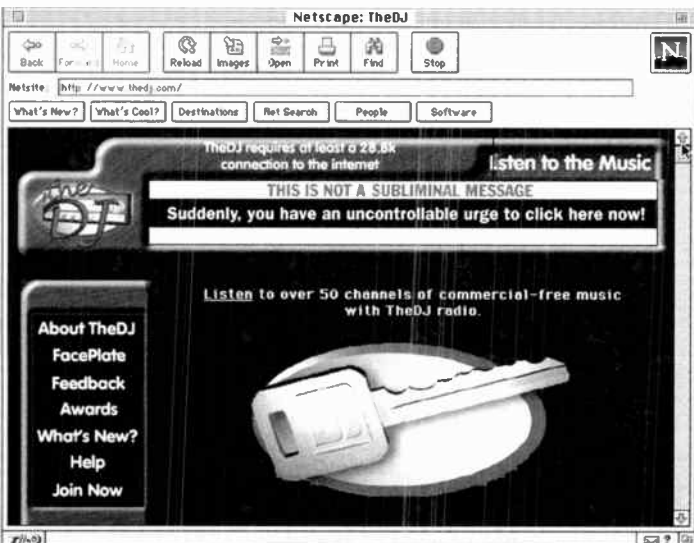 Netscape: TheDJ
Back Forward Home Reload Images Open Print Find Stop
N
Netsite: http://www.thedj.com/
What's New? What's Cool? Destinations Net Search People Software
TheDJ requires at least a 28.8k
connection to the internet
Listen to the Music
the DJ
THIS IS NOT A SUBLIMINAL MESSAGE
Suddenly, you have an uncontrollable urge to click here now!
Listen to over 50 channels of commercial-free music
with TheDJ radio.
About TheDJ
FacePlate
Feedback
Awards
What's New?
Help
Join Now
DJ
?